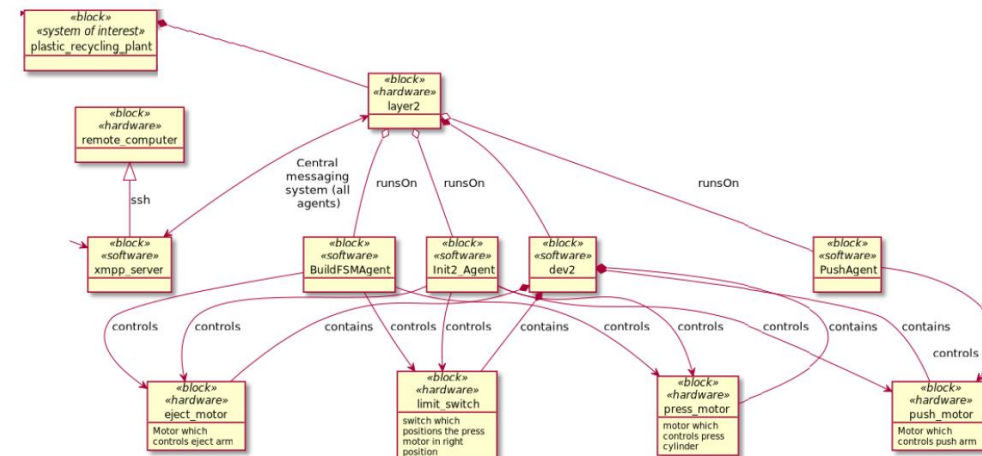 «block»
«system of interest»
plastic_recycling_plant
«block»
«hardware»
layer2
«block»
«hardware»
remote_computer
Central
messaging
system (all
agents)
runsOn
runsOn
runsOn
ssh
«block»
«software»
xmpp_server
«block»
«software»
BuildFSMAgent
«block»
«software»
Init2_Agent
«block»
«software»
dev2
«block»
«software»
PushAgent
controls
controls
contains
controls
controls
contains
controls
controls
controls
contains
contains
controls
«block»
«hardware»
eject_motor
Motor which
controls eject arm
«block»
«hardware»
limit_switch
switch which
positions the press
motor in right
position
«block»
«hardware»
press_motor
motor which
controls press
cylinder
«block»
«hardware»
push_motor
Motor which
controls push arm